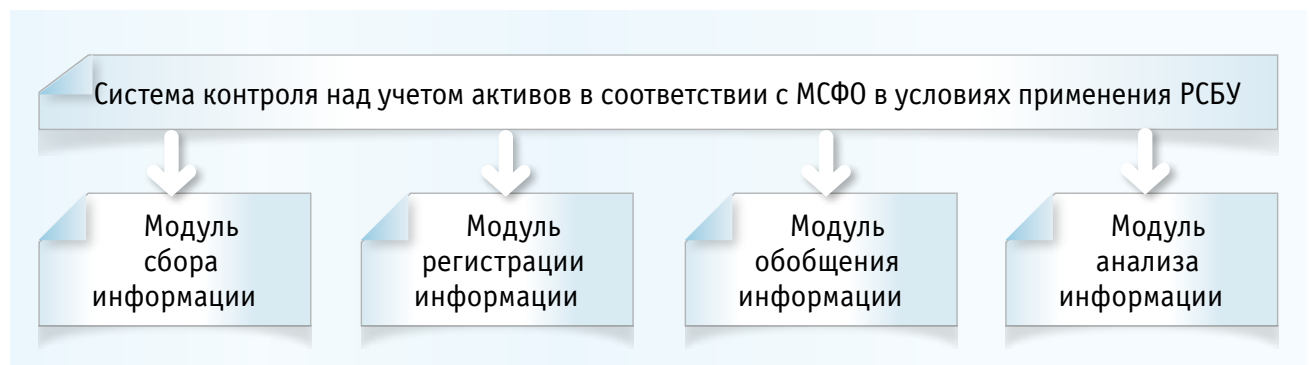 Система контроля над учетом активов в соответствии с МСФО в условиях применения РСБУ
Модуль
сбора
информации
Модуль
регистрации
информации
Модуль
обобщения
информации
Модуль
анализа
информации